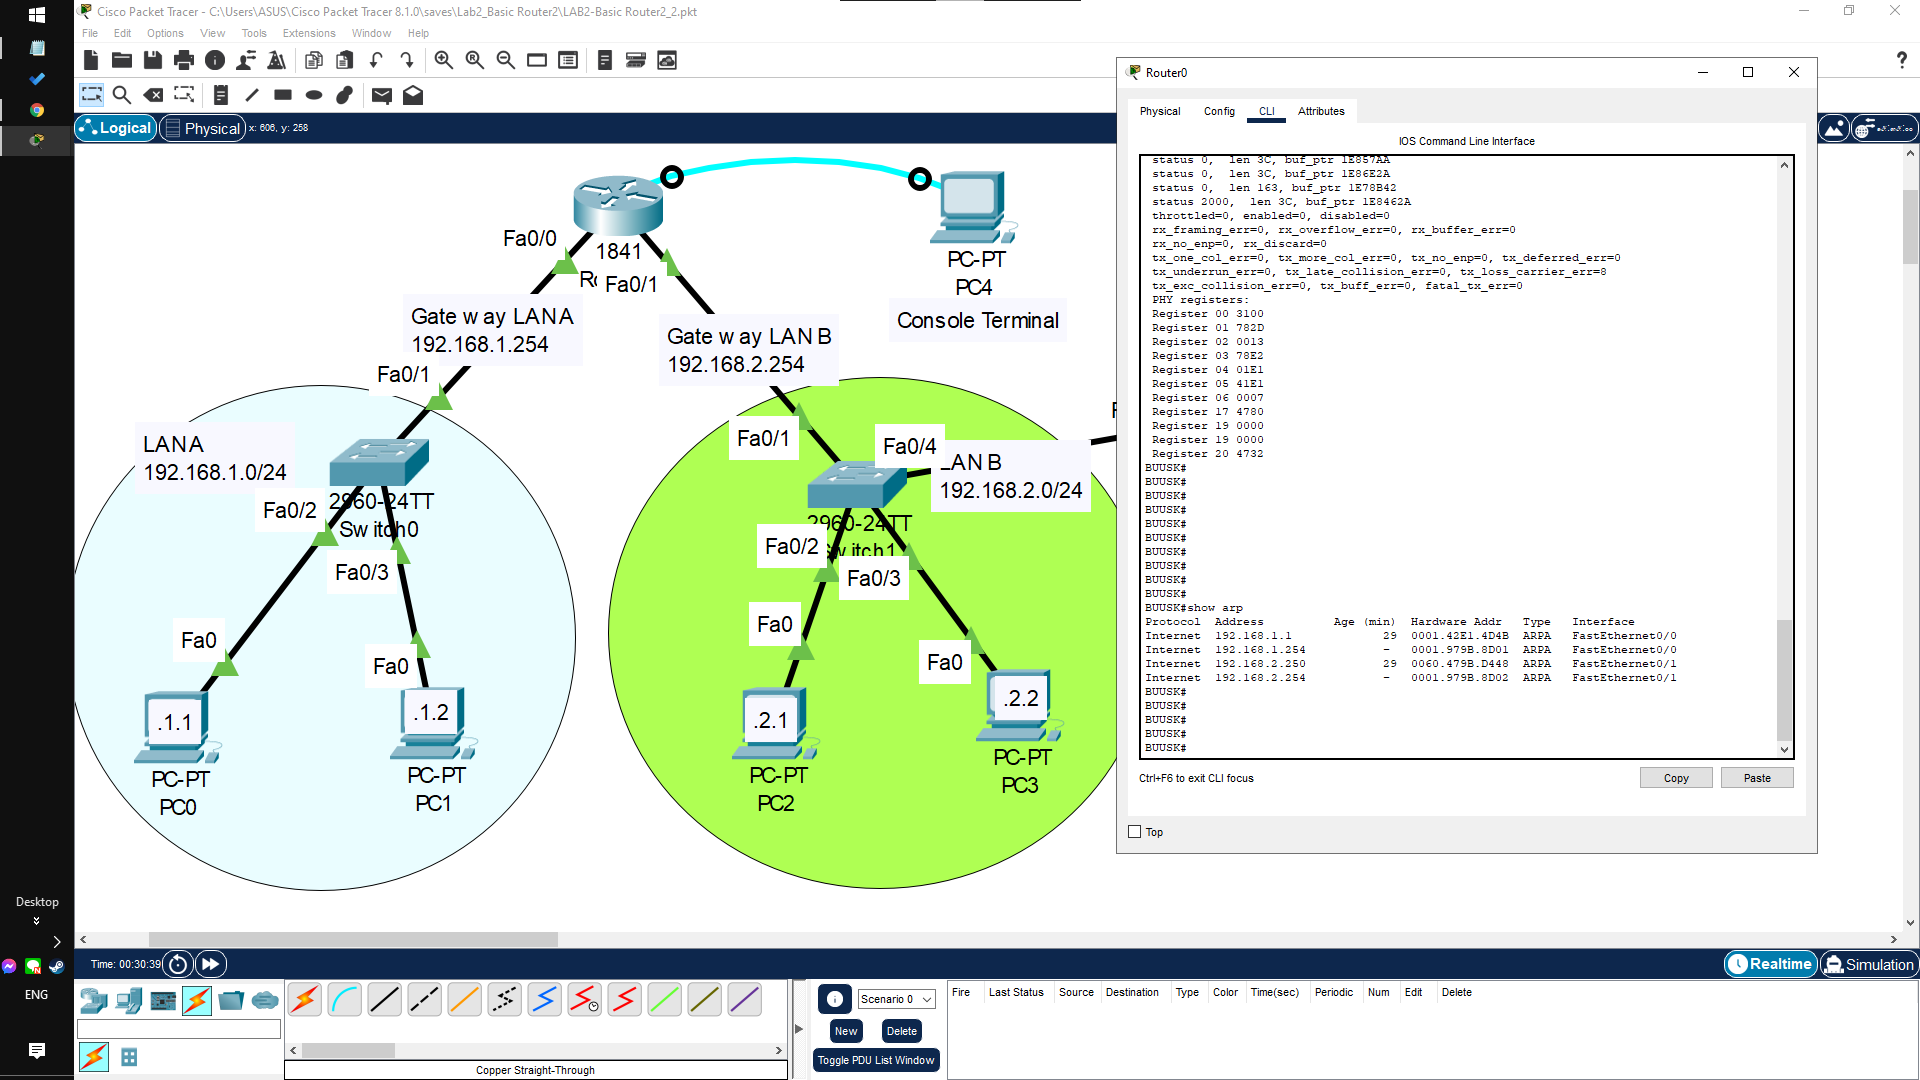 Cisco Packet Tracer - C:\Users\ASUS\Cisco Packet Tracer 8.1.0\saves\Lab2_Basic Router2\LAB2-Basic Router2_2.pkt
File Edit Options View Tools Extensions Window Help
Logical Physical x: 606, y: 258
Fa0/0
1841
Fa0/1
Gateway LANA
192.168.1.254
Gateway LAN B
192.168.2.254
PC-PT
PC4
Console Terminal
Fa0/1
LANA
192.168.1.0/24
Fa0/2
2960-24TT
Switch0
Fa0/3
Fa0
Fa0
.1.1
PC-PT
PC0
.1.2
PC-PT
PC1
Fa0/1
Fa0/4
LAN B
192.168.2.0/24
2960-24TT
Switch1
Fa0/2
Fa0/3
Fa0
Fa0
.2.1
PC-PT
PC2
.2.2
PC-PT
PC3
Router0
Physical Config CLI Attributes
IOS Command Line Interface
status 0, len 3C, buf_ptr 1E857AA
status 0, len 3C, buf_ptr 1E86E2A
status 0, len 163, buf_ptr 1E78B42
status 2000, len 3C, buf_ptr 1E8462A
throttled=0, enabled=0, disabled=0
rx_framing_err=0, rx_overflow_err=0, rx_buffer_err=0
rx_no_enp=0, rx_discard=0
tx_one_col_err=0, tx_more_col_err=0, tx_no_enp=0, tx_deferred_err=0
tx_underrun_err=0, tx_late_collision_err=0, tx_loss_carrier_err=8
tx_exc_collision_err=0, tx_buff_err=0, fatal_tx_err=0
PHY registers:
Register 00 3100
Register 01 782D
Register 02 0013
Register 03 78E2
Register 04 01E1
Register 05 41E1
Register 06 0007
Register 17 4780
Register 19 0000
Register 19 0000
Register 20 4732
BUUSK#
BUUSK#
BUUSK#
BUUSK#
BUUSK#
BUUSK#
BUUSK#
BUUSK#
BUUSK#
BUUSK#
BUUSK#show arp
Protocol Address Age (min) Hardware Addr Type Interface
Internet 192.168.1.1 29 0001.42E1.4D4B ARPA FastEthernet0/0
Internet 192.168.1.254 - 0001.979B.8D01 ARPA FastEthernet0/0
Internet 192.168.2.250 29 0060.479B.D448 ARPA FastEthernet0/1
Internet 192.168.2.254 - 0001.979B.8D02 ARPA FastEthernet0/1
BUUSK#
BUUSK#
BUUSK#
BUUSK#
BUUSK#
Ctrl+F6 to exit CLI focus
Copy Paste
Top
Desktop
ENG
Time: 00:30:39
Realtime Simulation
Scenario 0
New Delete
Toggle PDU List Window
Fire Last Status Source Destination Type Color Time(sec) Periodic Num Edit Delete
Copper Straight-Through